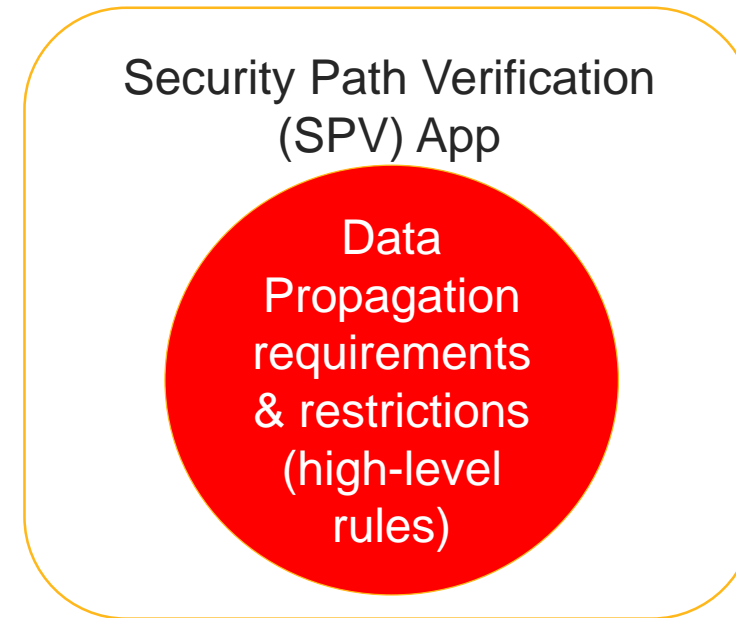 Security Path Verification
(SPV) App
Data
Propagation
requirements
& restrictions
(high-level
rules)